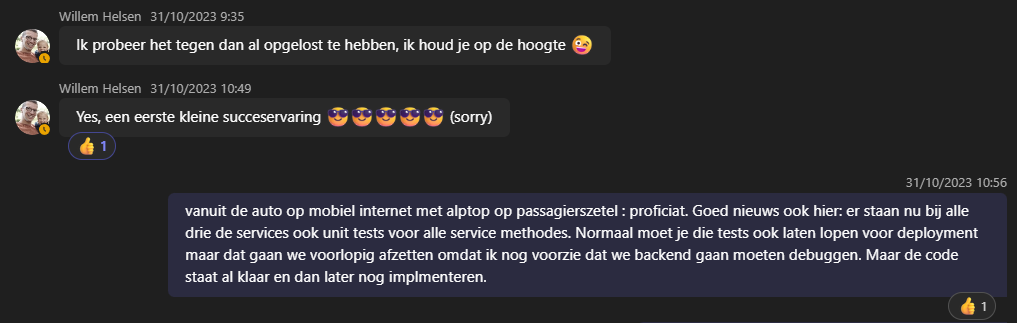 Willem Helsen 31/10/2023 9:35
Ik probeer het tegen dan al opgelost te hebben, ik houd je op de hoogte 😜
Willem Helsen 31/10/2023 10:49
Yes, een eerste kleine succeservaring 😎😎😎😎😎 (sorry)
👍 1
31/10/2023 10:56
vanuit de auto op mobiel internet met alptop op passagierszetel : proficiat. Goed nieuws ook hier: er staan nu bij alle
drie de services ook unit tests voor alle service methodes. Normaal moet je die tests ook laten lopen voor deployment
maar dat gaan we voorlopig afzetten omdat ik nog voorzie dat we backend gaan moeten debuggen. Maar de code
staat al klaar en dan later nog implmenteren.
👍 1